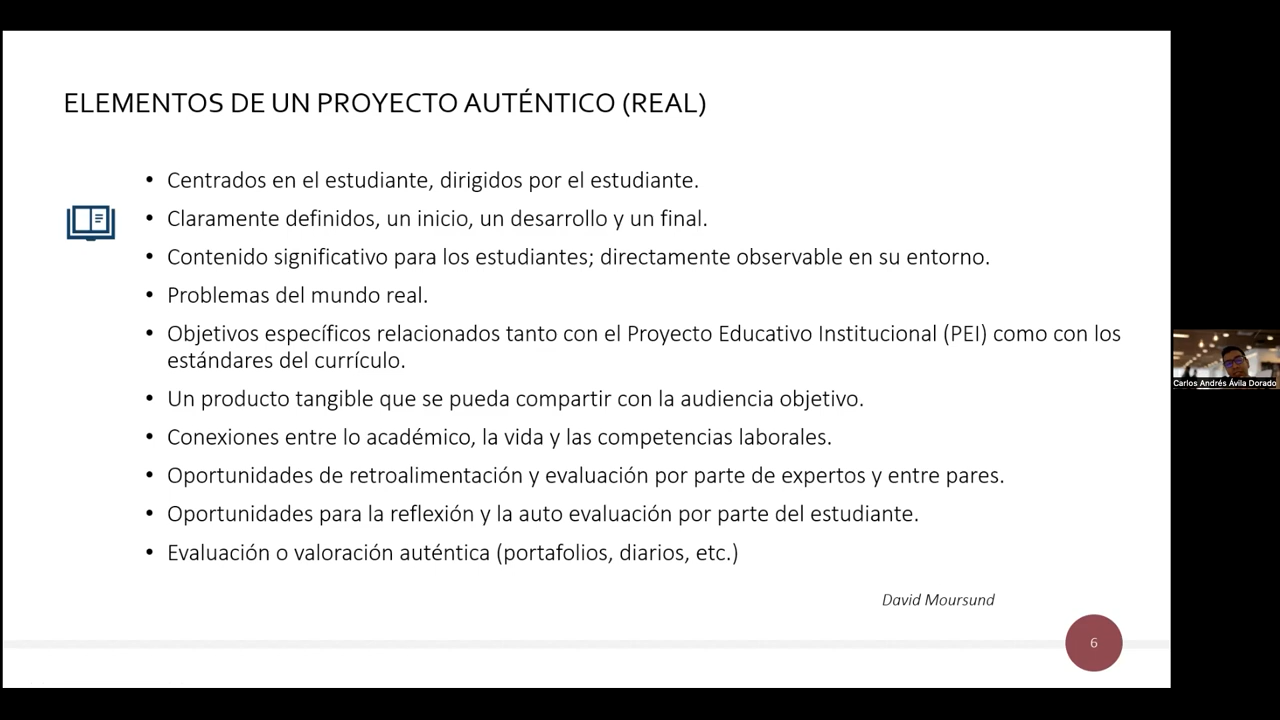 ELEMENTOS DE UN PROYECTO AUTÉNTICO (REAL)
• Centrados en el estudiante, dirigidos por el estudiante.
• Claramente definidos, un inicio, un desarrollo y un final.
• Contenido significativo para los estudiantes; directamente observable en su entorno.
• Problemas del mundo real.
• Objetivos específicos relacionados tanto con el Proyecto Educativo Institucional (PEI) como con los
estándares del currículo.
• Un producto tangible que se pueda compartir con la audiencia objetivo.
• Conexiones entre lo académico, la vida y las competencias laborales.
• Oportunidades de retroalimentación y evaluación por parte de expertos y entre pares.
• Oportunidades para la reflexión y la auto evaluación por parte del estudiante.
• Evaluación o valoración auténtica (portafolios, diarios, etc.)
David Moursund
6
Carlos Andrés Ávila Dorado